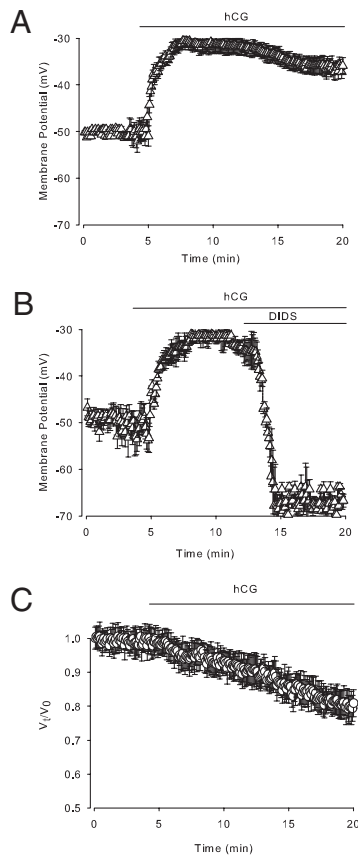 A
hCG
-30
-40
-50
-60
-70
Membrane Potential (mV)
0 5 10 15 20
Time (min)
B
hCG
DIDS
-30
-40
-50
-60
-70
Membrane Potential (mV)
0 5 10 15 20
Time (min)
C
hCG
1.0
0.9
0.8
0.7
0.6
0.5
Vt/V0
0 5 10 15 20
Time (min)